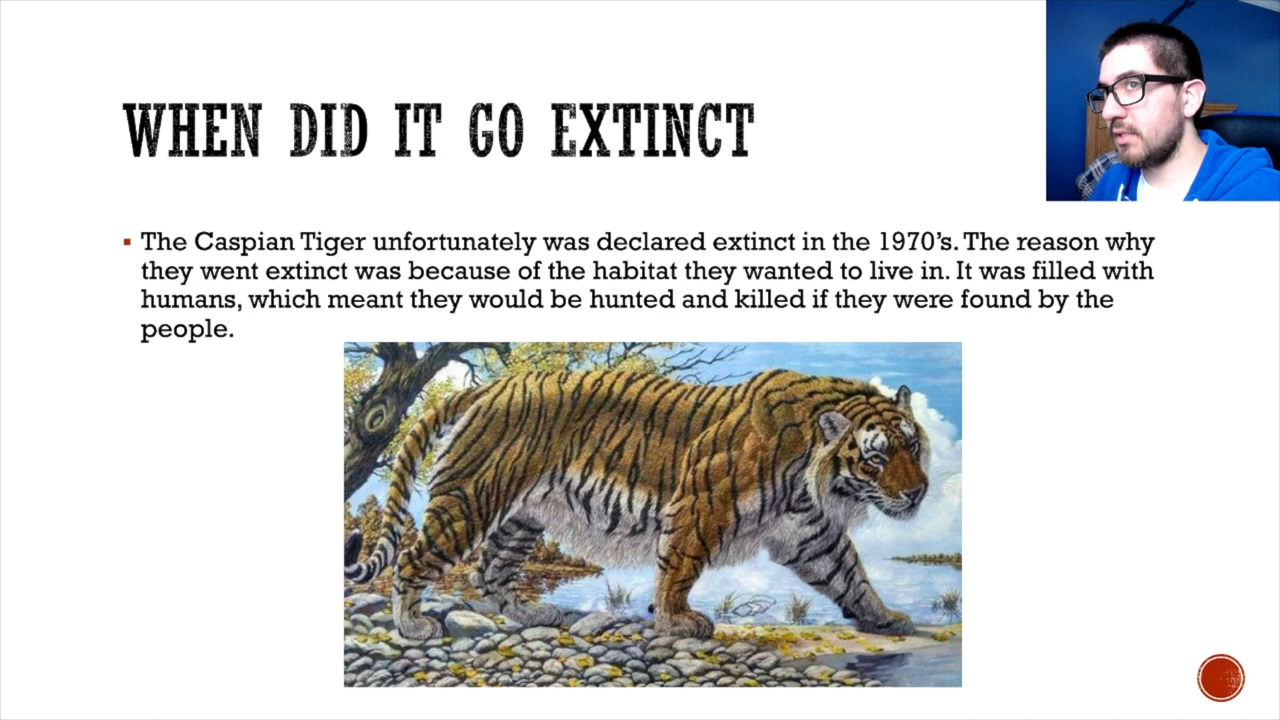 WHEN DID IT GO EXTINCT
The Caspian Tiger unfortunately was declared extinct in the 1970's. The reason why
they went extinct was because of the habitat they wanted to live in. It was filled with
humans, which meant they would be hunted and killed if they were found by the
people.